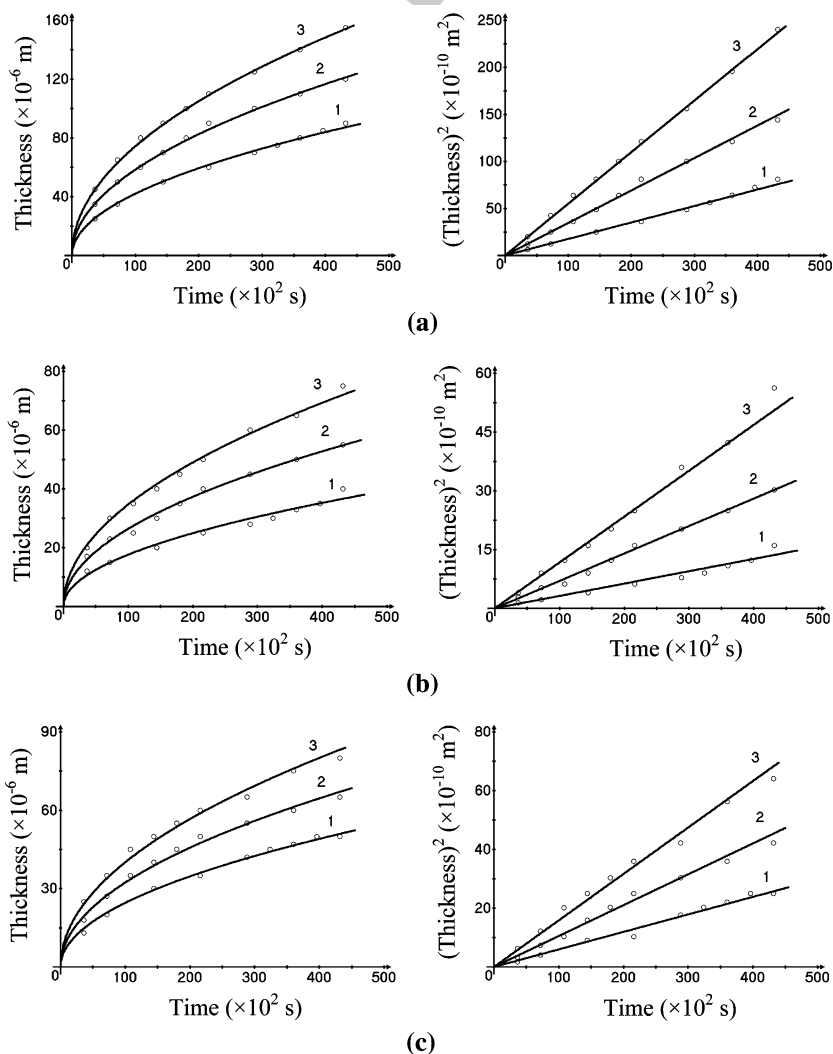 160
120
80
40
0 100 200 300 400 500
Thickness (×10⁻⁶ m)
Time (×10² s)
3
2
1
250
200
150
100
50
0 100 200 300 400 500
(Thickness)² (×10⁻¹⁰ m²)
Time (×10² s)
3
2
1
(a)
80
60
40
20
0 100 200 300 400 500
Thickness (×10⁻⁶ m)
Time (×10² s)
3
2
1
60
45
30
15
0 100 200 300 400 500
(Thickness)² (×10⁻¹⁰ m²)
Time (×10² s)
3
2
1
(b)
90
60
30
0 100 200 300 400 500
Thickness (×10⁻⁶ m)
Time (×10² s)
3
2
1
80
60
40
20
0 100 200 300 400 500
(Thickness)² (×10⁻¹⁰ m²)
Time (×10² s)
3
2
1
(c)